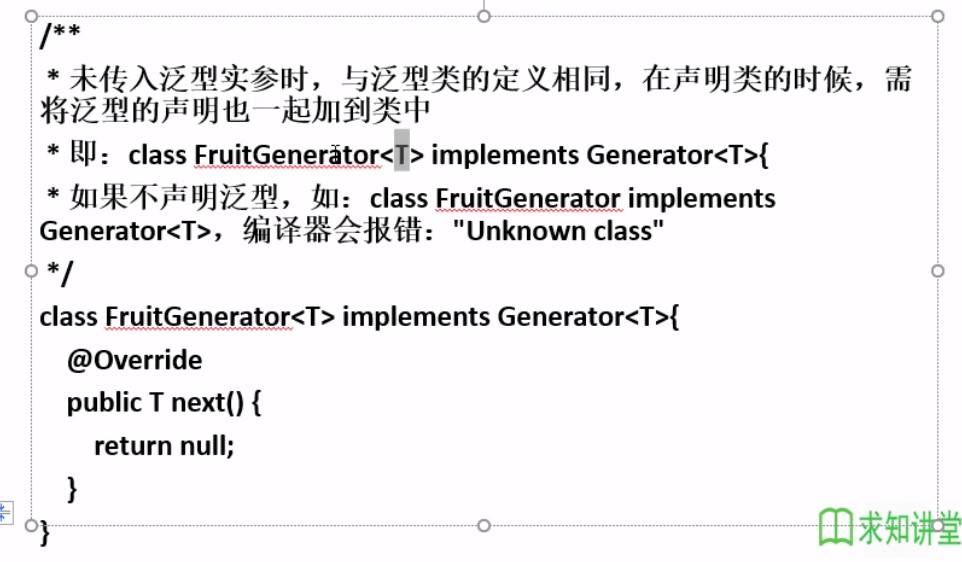 /**
* 未传入泛型实参时，与泛型类的定义相同，在声明类的时候，需
将泛型的声明也一起加到类中
* 即：class FruitGenerator<T> implements Generator<T>{
* 如果不声明泛型，如：class FruitGenerator implements
Generator<T>，编译器会报错："Unknown class"
*/
class FruitGenerator<T> implements Generator<T>{
@Override
public T next() {
return null;
}
}
求知讲堂